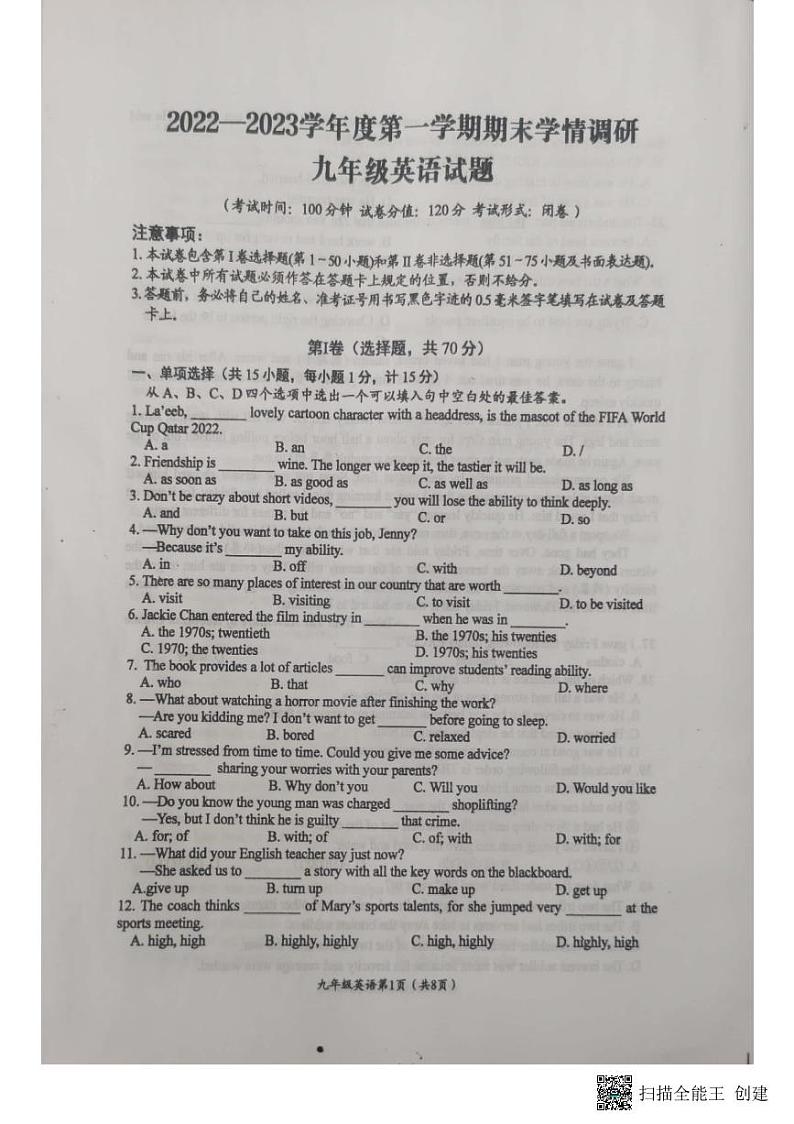 2022—2023学年度第一学期期末学情调研
九年级英语试题
(考试时间：100分钟 试卷分值：120分 考试形式：闭卷)
注意事项：
1.本试卷包含第Ⅰ卷选择题(第1~50小题)和第Ⅱ卷非选择题(第51~75小题及书面表达题).
2.本试卷中所有试题必须作答在答题卡上规定的位置，否则不给分.
3.答题前，务必将自己的姓名、准考证号用书写黑色字迹的0.5毫米签字笔填写在试卷及答题
卡上.
第Ⅰ卷（选择题，共70分）
一、单项选择（共15小题，每小题1分，计15分）
从A、B、C、D四个选项中选出一个可以填入句中空白处的最佳答案。
1. La'eeb, ________ lovely cartoon character with a headdress, is the mascot of the FIFA World
Cup Qatar 2022.
A. a B. an C. the D. /
2. Friendship is ________ wine. The longer we keep it, the tastier it will be.
A. as soon as B. as good as C. as well as D. as long as
3. Don't be crazy about short videos, ________ you will lose the ability to think deeply.
A. and B. but C. or D. so
4. —Why don't you want to take on this job, Jenny?
—Because it's ________ my ability.
A. in B. off C. with D. beyond
5. There are so many places of interest in our country that are worth ________.
A. visit B. visiting C. to visit D. to be visited
6. Jackie Chan entered the film industry in ________ when he was in ________.
A. the 1970s; twentieth B. the 1970s; his twenties
C. 1970; the twenties D. 1970s; his twenties
7. The book provides a lot of articles ________ can improve students' reading ability.
A. who B. that C. why D. where
8. —What about watching a horror movie after finishing the work?
—Are you kidding me? I don't want to get ________ before going to sleep.
A. scared B. bored C. relaxed D. worried
9. —I'm stressed from time to time. Could you give me some advice?
— ________ sharing your worries with your parents?
A. How about B. Why don't you C. Will you D. Would you like
10. —Do you know the young man was charged ________ shoplifting?
—Yes, but I don't think he is guilty ________ that crime.
A. for; of B. with; of C. of; with D. with; for
11. —What did your English teacher say just now?
—She asked us to ________ a story with all the key words on the blackboard.
A.give up B. turn up C. make up D. get up
12. The coach thinks ________ of Mary's sports talents, for she jumped very ________ at the
sports meeting.
A. high, high B. highly, highly C. high, highly D. highly, high
九年级英语第1页（共8页）
扫描全能王 创建